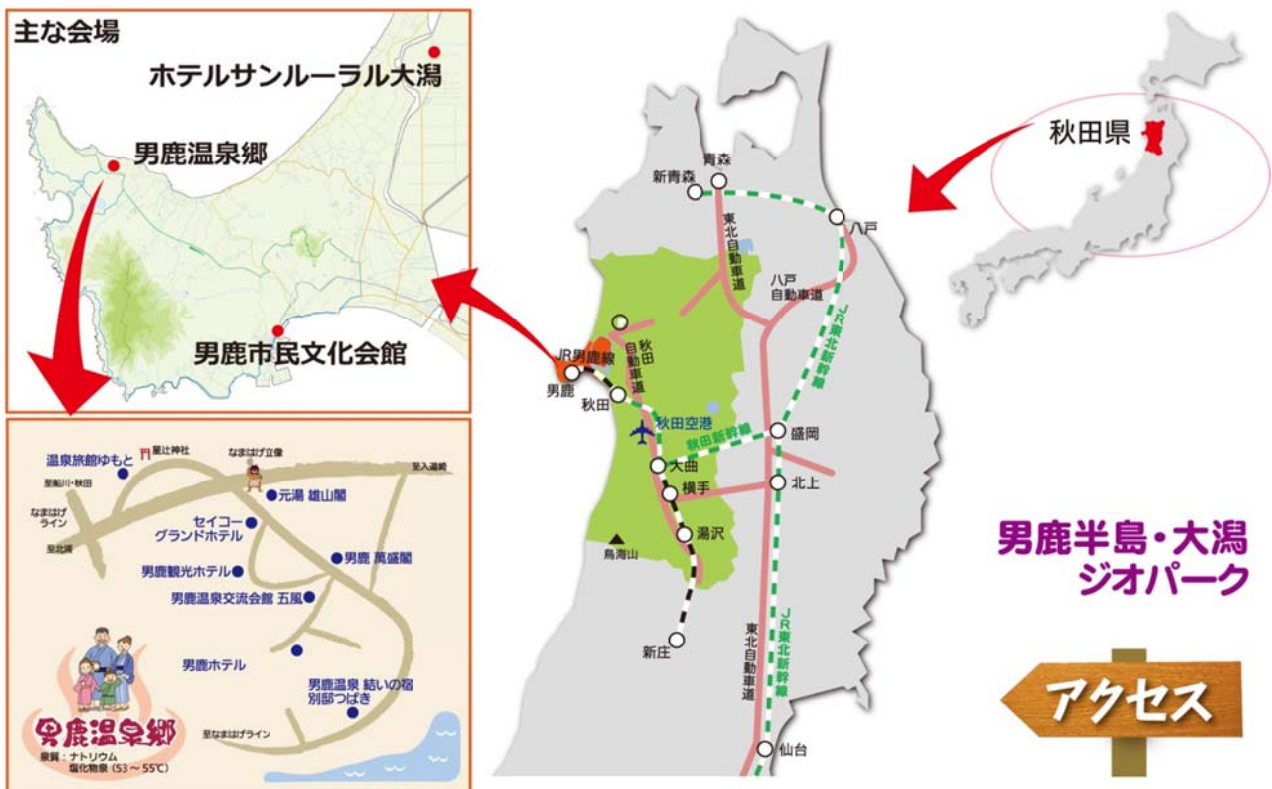 主な会場
ホテルサンルーラル大潟
男鹿温泉郷
男鹿市民文化会館
温泉旅館ゆもと
星辻神社
なまはげ立像
至入道崎
至船川・秋田
元湯 雄山閣
なまはげ
ライン
セイコー
グランドホテル
至北浦
男鹿 萬盛閣
男鹿観光ホテル
男鹿温泉交流会館 五風
男鹿ホテル
男鹿温泉 結いの宿
別邸つばき
至なまはげライン
男鹿温泉郷
泉質:ナトリウム
塩化物泉(53~55℃)
青森
新青森
八戸
東北自動車道
八戸
自動車道
JR東北新幹線
JR男鹿線
秋田
自動車道
男鹿
秋田
秋田空港
秋田新幹線
盛岡
大曲
横手
北上
湯沢
鳥海山
新庄
東北自動車道
JR東北新幹線
仙台
秋田県
男鹿半島・大潟
ジオパーク
アクセス